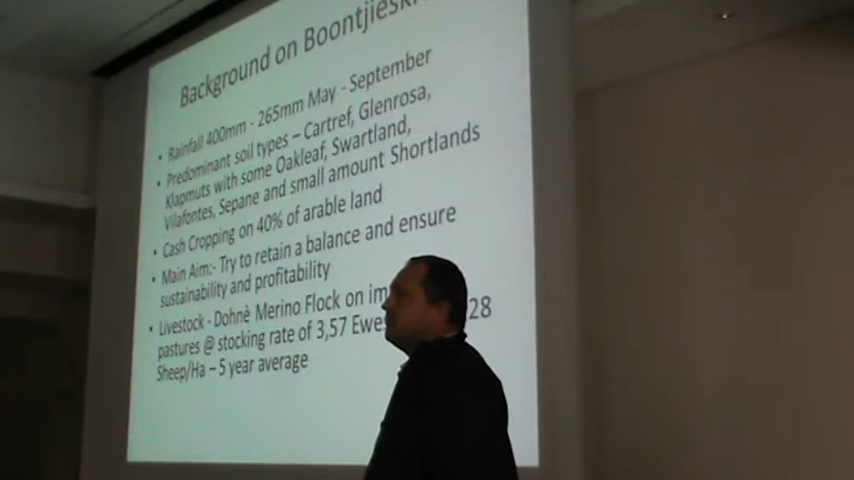 Background on
• Rainfall 400mm - 265mm May - September
• Predominant soil types – Cartref, Glenrosa,
Klapmuts with some Oakleaf, Swartland,
Vilafontes, Sepane and small amount Shortlands
• Cash Cropping on 40% of arable land
• Main Aim:- Try to retain a balance and ensure
sustainability and profitability
• Livestock - Dohnè Merino Flock on
pastures @ stocking rate of 3,57 28
Sheep/Ha – 5 year average